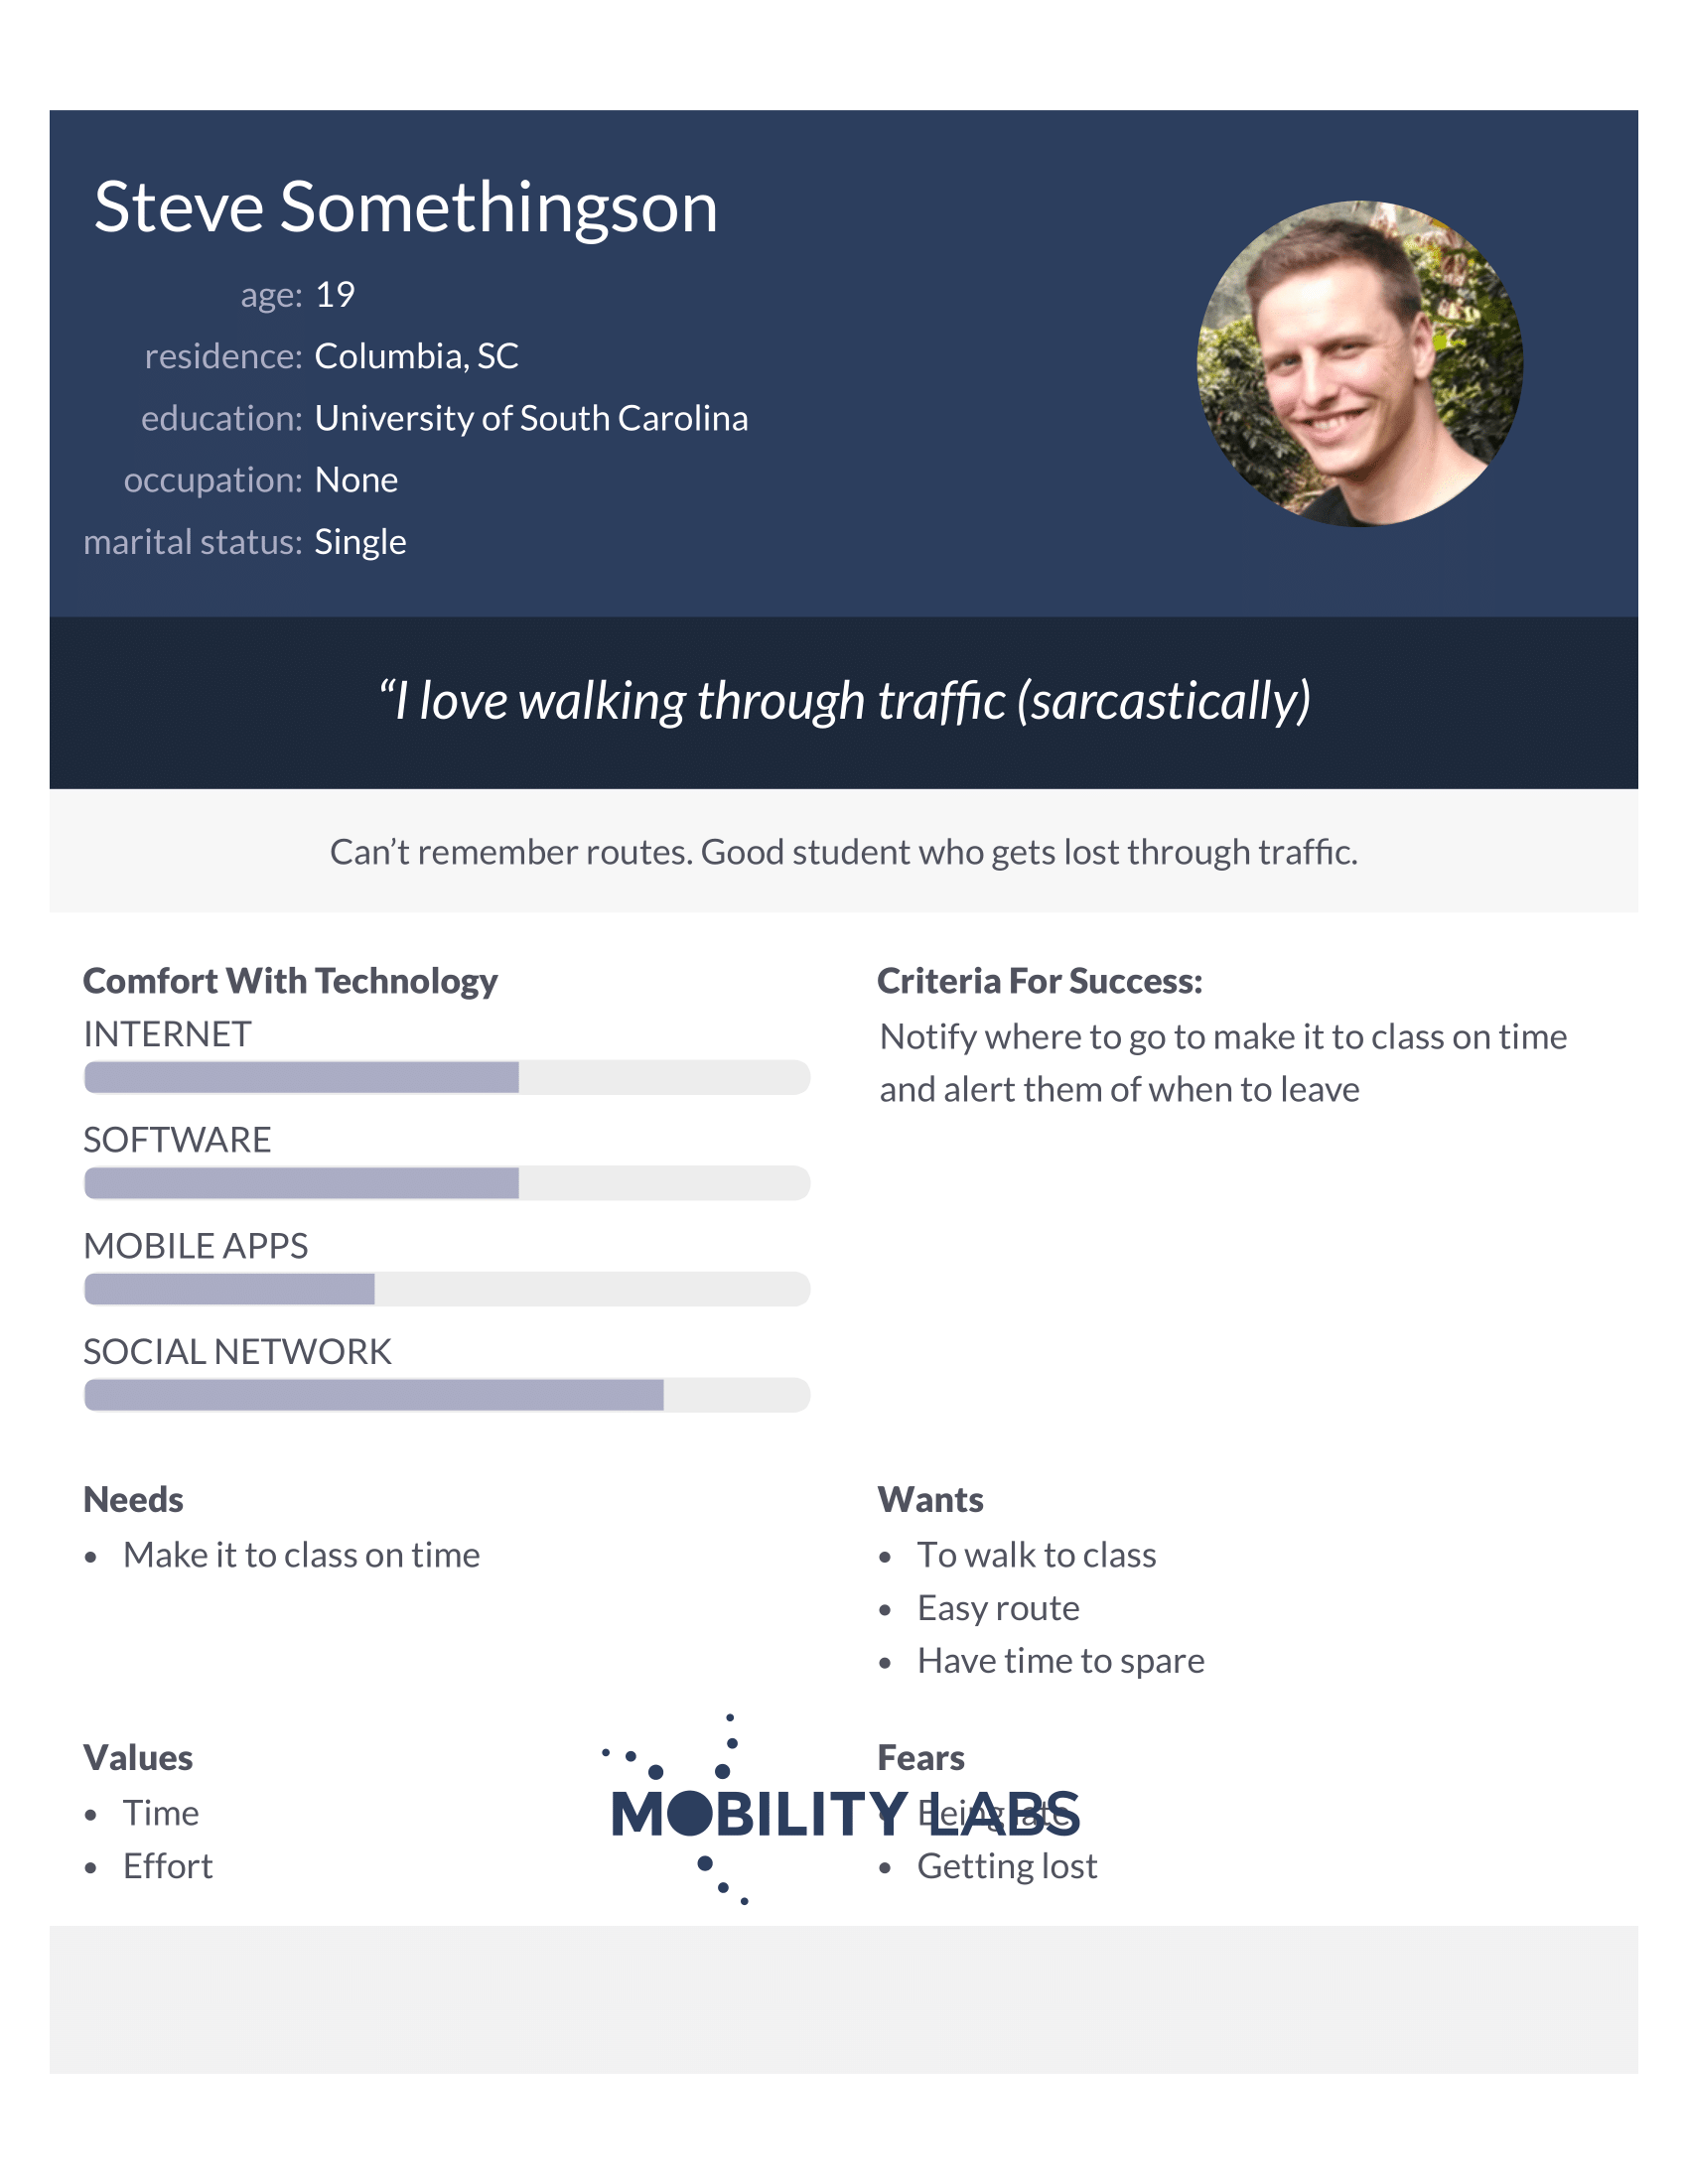 Steve Somethingson
age: 19
residence: Columbia, SC
education: University of South Carolina
occupation: None
marital status: Single
“I love walking through traffic (sarcastically)
Can’t remember routes. Good student who gets lost through traffic.
Comfort With Technology
INTERNET
SOFTWARE
MOBILE APPS
SOCIAL NETWORK
Criteria For Success:
Notify where to go to make it to class on time
and alert them of when to leave
Needs
• Make it to class on time
Wants
• To walk to class
• Easy route
• Have time to spare
Values
• Time
• Effort
MOBILITY LABS
Fears
• Being late
• Getting lost